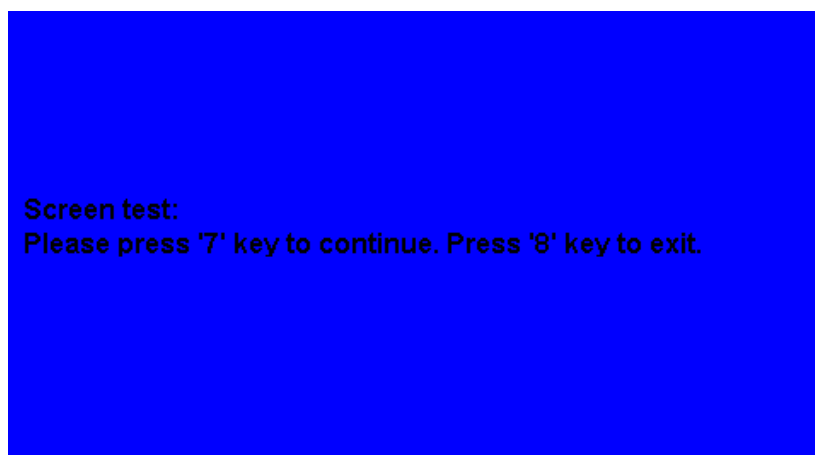 Screen test:
Please press '7' key to continue. Press '8' key to exit.